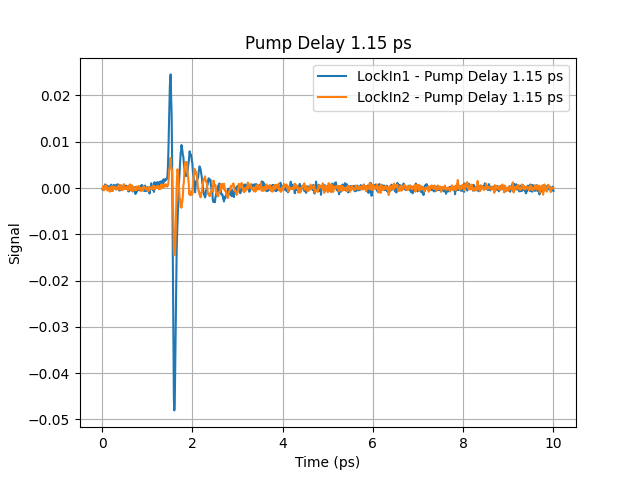 Pump Delay 1.15 ps
LockIn1 - Pump Delay 1.15 ps
LockIn2 - Pump Delay 1.15 ps
Signal
0.02
0.01
0.00
−0.01
−0.02
−0.03
−0.04
−0.05
0 2 4 6 8 10
Time (ps)